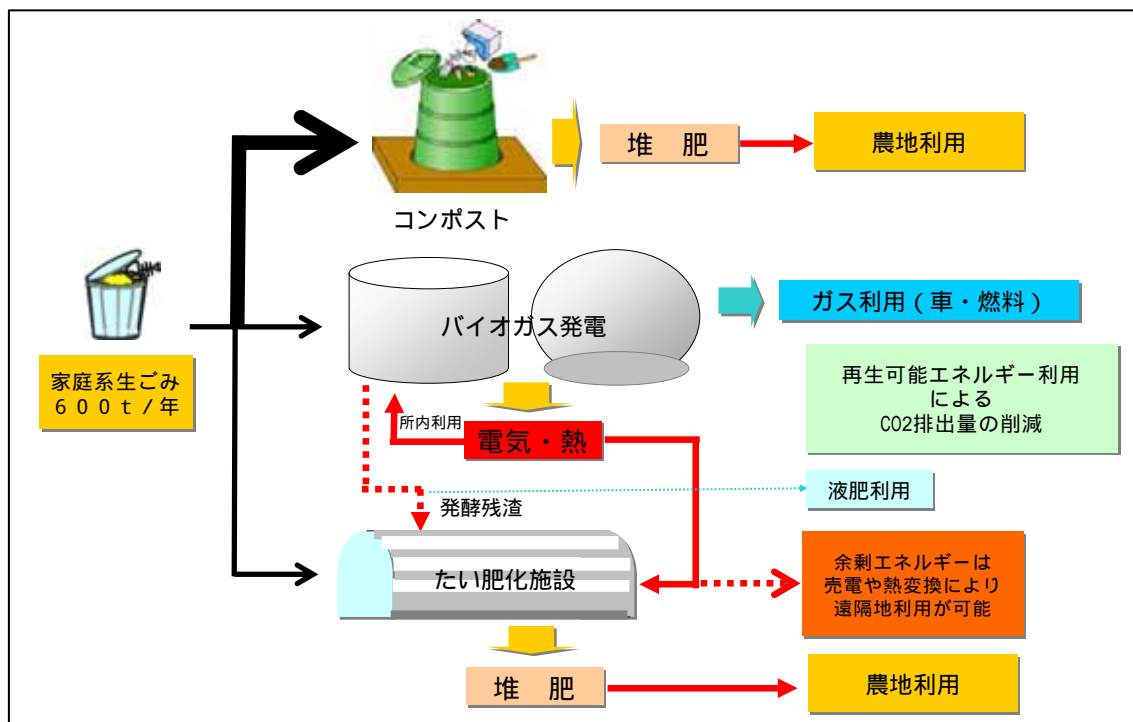 堆　肥
農地利用
コンポスト
バイオガス発電
ガス利用（車・燃料）
家庭系生ごみ
６００ｔ/年
再生可能エネルギー利用
による
CO2排出量の削減
所内利用
電気・熱
液肥利用
発酵残渣
たい肥化施設
余剰エネルギーは
売電や熱変換により
遠隔地利用が可能
堆　肥
農地利用